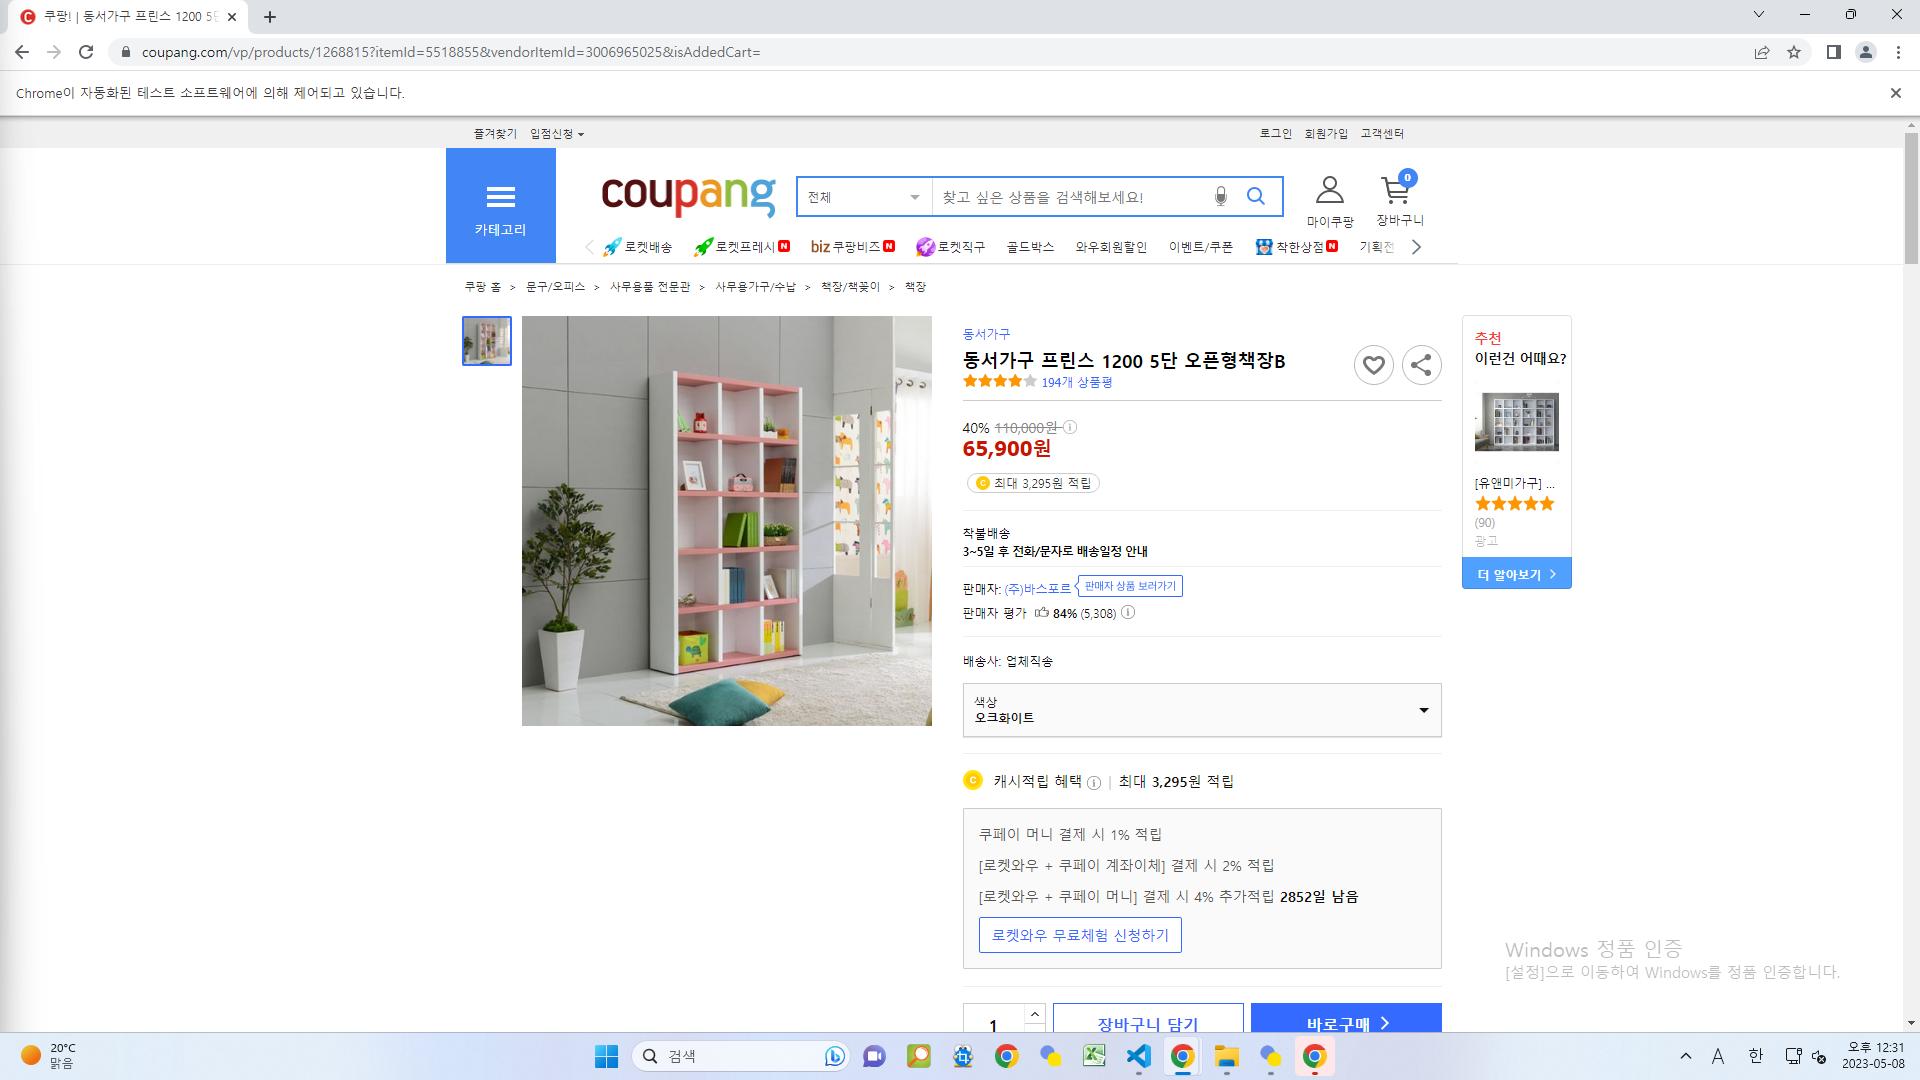 쿠팡! | 동서가구 프린스 1200 5단
coupang.com/vp/products/1268815?itemId=5518855&vendorItemId=3006965025&isAddedCart=
Chrome이 자동화된 테스트 소프트웨어에 의해 제어되고 있습니다.
즐겨찾기 입점신청 로그인 회원가입 고객센터
카테고리
coupang
전체
찾고 싶은 상품을 검색해보세요!
마이쿠팡
0
장바구니
로켓배송 로켓프레시 N biz 쿠팡비즈 N 로켓직구 골드박스 와우회원할인 이벤트/쿠폰 착한상점 N 기획전
쿠팡 홈 > 문구/오피스 > 사무용품 전문관 > 사무용가구/수납 > 책장/책꽂이 > 책장
동서가구
동서가구 프린스 1200 5단 오픈형책장B
194개 상품평
40% 110,000원
65,900원
최대 3,295원 적립
착불배송
3~5일 후 전화/문자로 배송일정 안내
판매자: (주)바스포르 판매자 상품 보러가기
판매자 평가 84% (5,308)
배송사: 업체직송
색상
오크화이트
캐시적립 혜택 | 최대 3,295원 적립
쿠페이 머니 결제 시 1% 적립
[로켓와우 + 쿠페이 계좌이체] 결제 시 2% 적립
[로켓와우 + 쿠페이 머니] 결제 시 4% 추가적립 2852일 남음
로켓와우 무료체험 신청하기
1
장바구니 담기
바로구매
추천
이런건 어때요?
[유앤미가구] ...
(90)
광고
더 알아보기
Windows 정품 인증
[설정]으로 이동하여 Windows를 정품 인증합니다.
20°C
맑음
검색
A 한
오후 12:31
2023-05-08